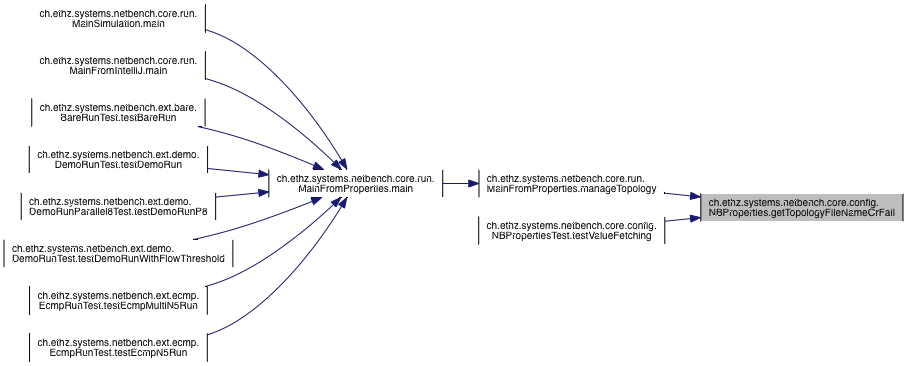 ch.ethz.systems.netbench.core.run.
MainSimulation.main
ch.ethz.systems.netbench.core.run.
MainFromIntelliJ.main
ch.ethz.systems.netbench.ext.bare.
BareRunTest.testBareRun
ch.ethz.systems.netbench.ext.demo.
DemoRunTest.testDemoRun
ch.ethz.systems.netbench.ext.demo.
DemoRunParallel8Test.testDemoRunP8
ch.ethz.systems.netbench.ext.demo.
DemoRunTest.testDemoRunWithFlowThreshold
ch.ethz.systems.netbench.ext.ecmp.
EcmpRunTest.testEcmpMultiN5Run
ch.ethz.systems.netbench.ext.ecmp.
EcmpRunTest.testEcmpN5Run
ch.ethz.systems.netbench.core.run.
MainFromProperties.main
ch.ethz.systems.netbench.core.run.
MainFromProperties.manageTopology
ch.ethz.systems.netbench.core.config.
NBPropertiesTest.testValueFetching
ch.ethz.systems.netbench.core.config.
NBProperties.getTopologyFileNameOrFail